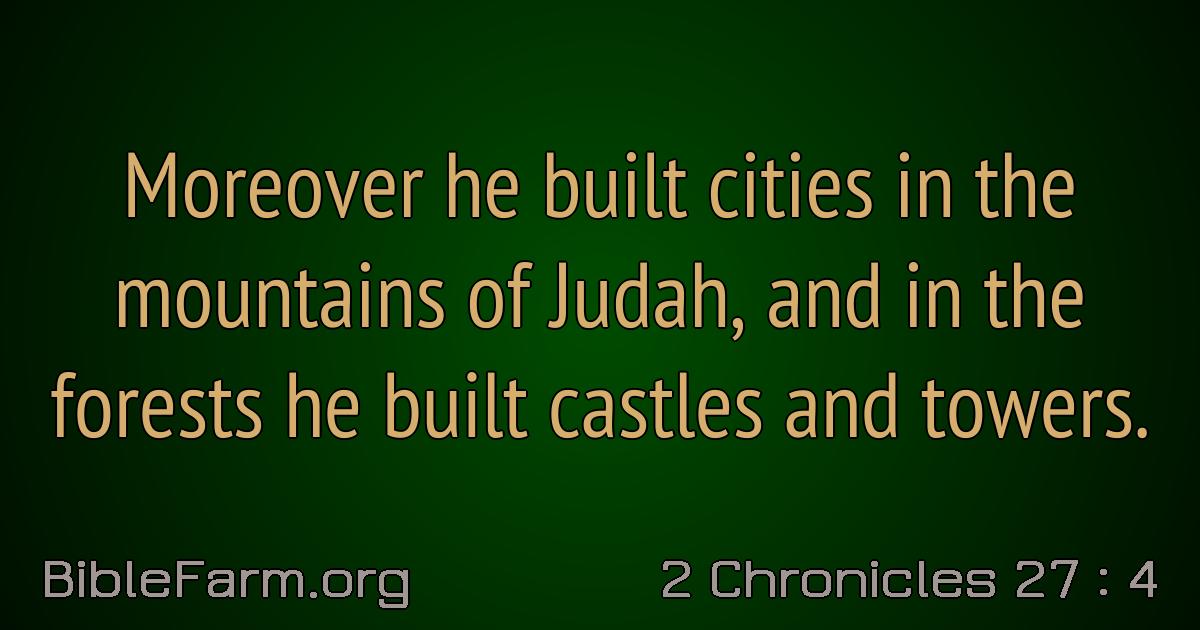 Moreover he built cities in the
mountains of Judah, and in the
forests he built castles and towers.
BibleFarm.org
2 Chronicles 27 : 4